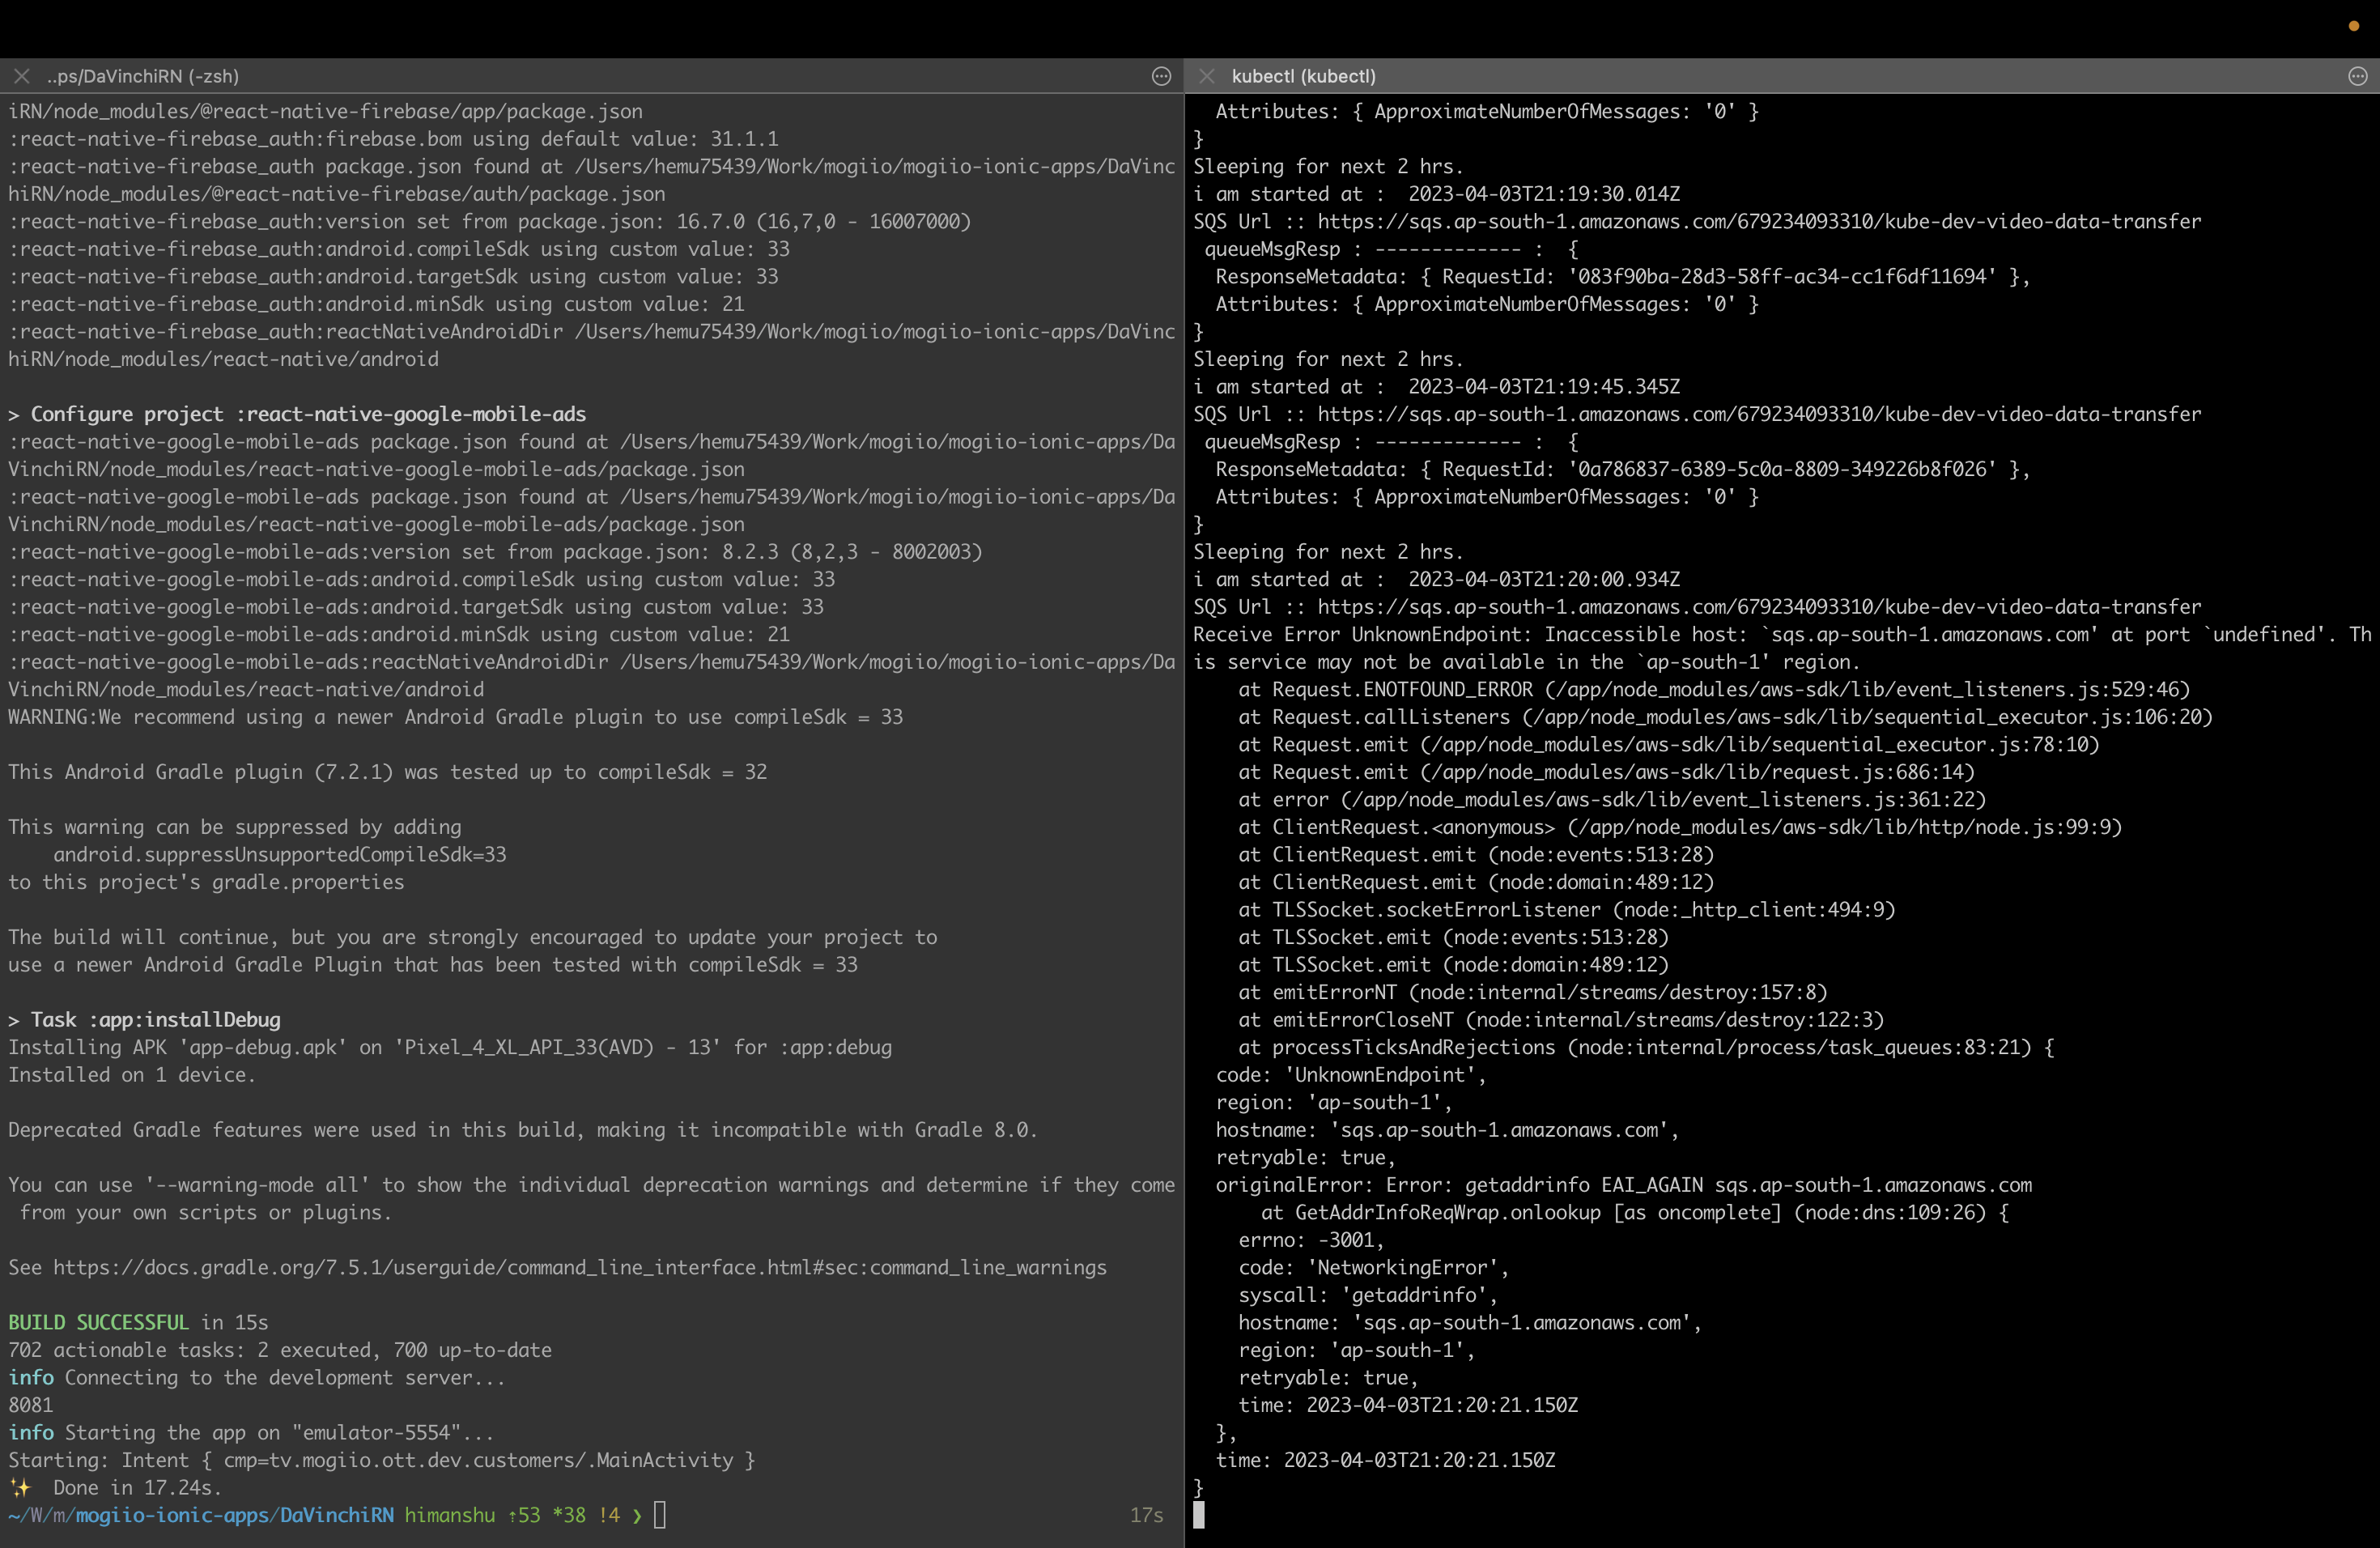 ..ps/DaVinchiRN (-zsh)
iRN/node_modules/@react-native-firebase/app/package.json
:react-native-firebase_auth:firebase.bom using default value: 31.1.1
:react-native-firebase_auth package.json found at /Users/hemu75439/Work/mogiio/mogiio-ionic-apps/DaVinc
hiRN/node_modules/@react-native-firebase/auth/package.json
:react-native-firebase_auth:version set from package.json: 16.7.0 (16,7,0 - 16007000)
:react-native-firebase_auth:android.compileSdk using custom value: 33
:react-native-firebase_auth:android.targetSdk using custom value: 33
:react-native-firebase_auth:android.minSdk using custom value: 21
:react-native-firebase_auth:reactNativeAndroidDir /Users/hemu75439/Work/mogiio/mogiio-ionic-apps/DaVinc
hiRN/node_modules/react-native/android
> Configure project :react-native-google-mobile-ads
:react-native-google-mobile-ads package.json found at /Users/hemu75439/Work/mogiio/mogiio-ionic-apps/Da
VinchiRN/node_modules/react-native-google-mobile-ads/package.json
:react-native-google-mobile-ads package.json found at /Users/hemu75439/Work/mogiio/mogiio-ionic-apps/Da
VinchiRN/node_modules/react-native-google-mobile-ads/package.json
:react-native-google-mobile-ads:version set from package.json: 8.2.3 (8,2,3 - 8002003)
:react-native-google-mobile-ads:android.compileSdk using custom value: 33
:react-native-google-mobile-ads:android.targetSdk using custom value: 33
:react-native-google-mobile-ads:android.minSdk using custom value: 21
:react-native-google-mobile-ads:reactNativeAndroidDir /Users/hemu75439/Work/mogiio/mogiio-ionic-apps/Da
VinchiRN/node_modules/react-native/android
WARNING:We recommend using a newer Android Gradle plugin to use compileSdk = 33
This Android Gradle plugin (7.2.1) was tested up to compileSdk = 32
This warning can be suppressed by adding
android.suppressUnsupportedCompileSdk=33
to this project's gradle.properties
The build will continue, but you are strongly encouraged to update your project to
use a newer Android Gradle Plugin that has been tested with compileSdk = 33
> Task :app:installDebug
Installing APK 'app-debug.apk' on 'Pixel_4_XL_API_33(AVD) - 13' for :app:debug
Installed on 1 device.
Deprecated Gradle features were used in this build, making it incompatible with Gradle 8.0.
You can use '--warning-mode all' to show the individual deprecation warnings and determine if they come
from your own scripts or plugins.
See https://docs.gradle.org/7.5.1/userguide/command_line_interface.html#sec:command_line_warnings
BUILD SUCCESSFUL in 15s
702 actionable tasks: 2 executed, 700 up-to-date
info Connecting to the development server...
8081
info Starting the app on "emulator-5554"...
Starting: Intent { cmp=tv.mogiio.ott.dev.customers/.MainActivity }
✨ Done in 17.24s.
~/W/m/mogiio-ionic-apps/DaVinchiRN himanshu ⇡53 *38 !4 ❯ 17s
kubectl (kubectl)
Attributes: { ApproximateNumberOfMessages: '0' }
}
Sleeping for next 2 hrs.
i am started at : 2023-04-03T21:19:30.014Z
SQS Url :: https://sqs.ap-south-1.amazonaws.com/679234093310/kube-dev-video-data-transfer
queueMsgResp : ------------- : {
ResponseMetadata: { RequestId: '083f90ba-28d3-58ff-ac34-cc1f6df11694' },
Attributes: { ApproximateNumberOfMessages: '0' }
}
Sleeping for next 2 hrs.
i am started at : 2023-04-03T21:19:45.345Z
SQS Url :: https://sqs.ap-south-1.amazonaws.com/679234093310/kube-dev-video-data-transfer
queueMsgResp : ------------- : {
ResponseMetadata: { RequestId: '0a786837-6389-5c0a-8809-349226b8f026' },
Attributes: { ApproximateNumberOfMessages: '0' }
}
Sleeping for next 2 hrs.
i am started at : 2023-04-03T21:20:00.934Z
SQS Url :: https://sqs.ap-south-1.amazonaws.com/679234093310/kube-dev-video-data-transfer
Receive Error UnknownEndpoint: Inaccessible host: `sqs.ap-south-1.amazonaws.com' at port `undefined'. Th
is service may not be available in the `ap-south-1' region.
at Request.ENOTFOUND_ERROR (/app/node_modules/aws-sdk/lib/event_listeners.js:529:46)
at Request.callListeners (/app/node_modules/aws-sdk/lib/sequential_executor.js:106:20)
at Request.emit (/app/node_modules/aws-sdk/lib/sequential_executor.js:78:10)
at Request.emit (/app/node_modules/aws-sdk/lib/request.js:686:14)
at error (/app/node_modules/aws-sdk/lib/event_listeners.js:361:22)
at ClientRequest.<anonymous> (/app/node_modules/aws-sdk/lib/http/node.js:99:9)
at ClientRequest.emit (node:events:513:28)
at ClientRequest.emit (node:domain:489:12)
at TLSSocket.socketErrorListener (node:_http_client:494:9)
at TLSSocket.emit (node:events:513:28)
at TLSSocket.emit (node:domain:489:12)
at emitErrorNT (node:internal/streams/destroy:157:8)
at emitErrorCloseNT (node:internal/streams/destroy:122:3)
at processTicksAndRejections (node:internal/process/task_queues:83:21) {
code: 'UnknownEndpoint',
region: 'ap-south-1',
hostname: 'sqs.ap-south-1.amazonaws.com',
retryable: true,
originalError: Error: getaddrinfo EAI_AGAIN sqs.ap-south-1.amazonaws.com
at GetAddrInfoReqWrap.onlookup [as oncomplete] (node:dns:109:26) {
errno: -3001,
code: 'NetworkingError',
syscall: 'getaddrinfo',
hostname: 'sqs.ap-south-1.amazonaws.com',
region: 'ap-south-1',
retryable: true,
time: 2023-04-03T21:20:21.150Z
},
time: 2023-04-03T21:20:21.150Z
}